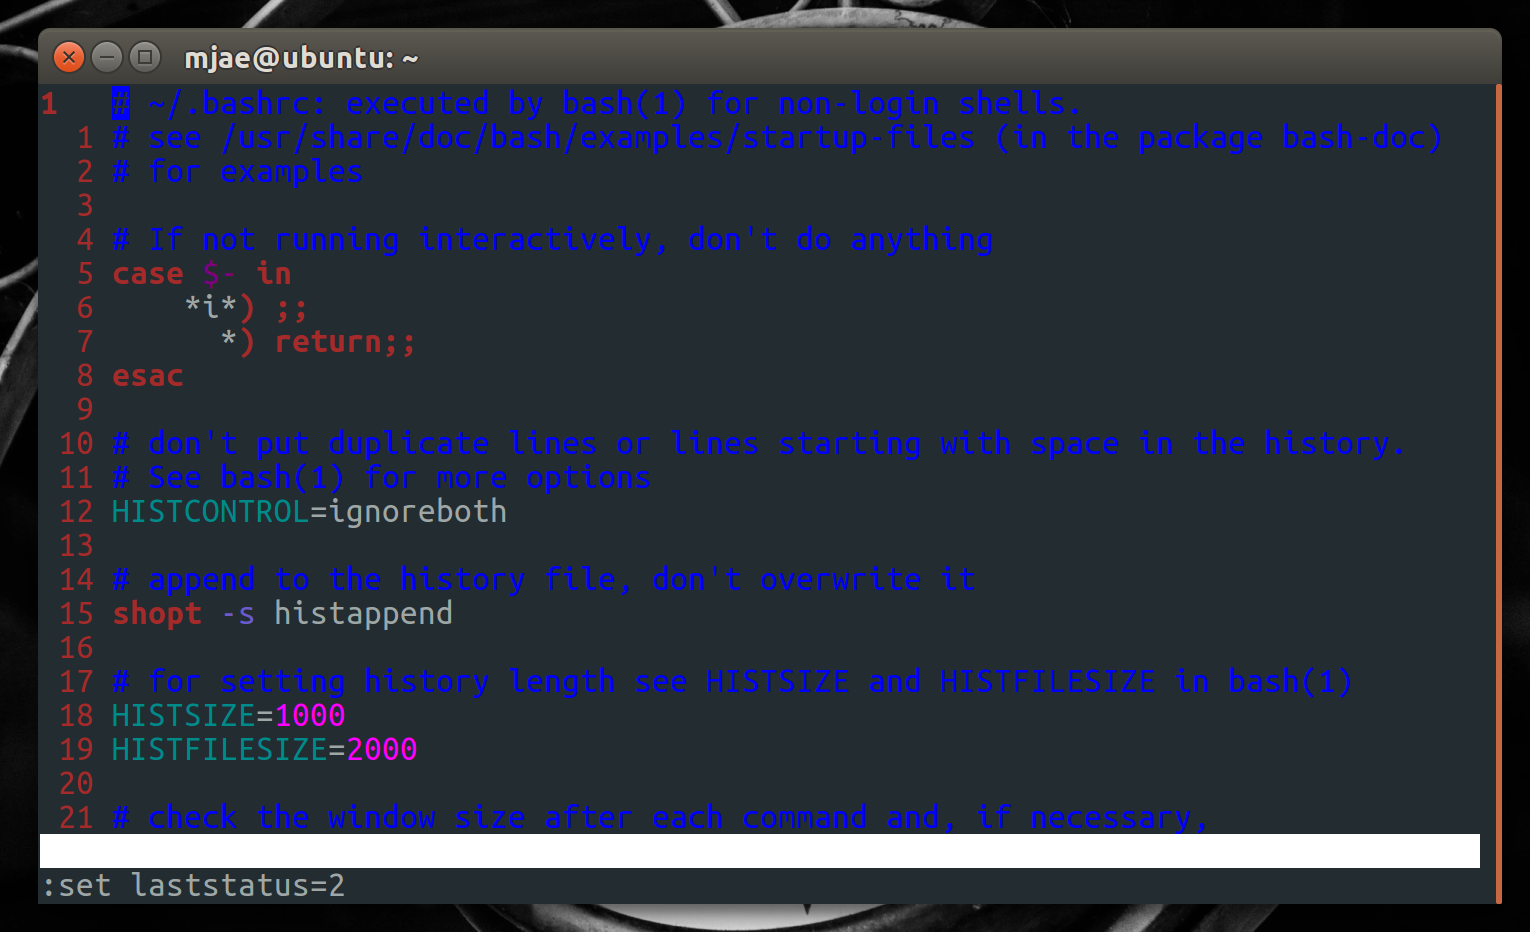 mjae@ubuntu: ~
1 # ~/.bashrc: executed by bash(1) for non-login shells.
1 # see /usr/share/doc/bash/examples/startup-files (in the package bash-doc)
2 # for examples
3
4 # If not running interactively, don't do anything
5 case $- in
6     *i*) ;;
7       *) return;;
8 esac
9
10 # don't put duplicate lines or lines starting with space in the history.
11 # See bash(1) for more options
12 HISTCONTROL=ignoreboth
13
14 # append to the history file, don't overwrite it
15 shopt -s histappend
16
17 # for setting history length see HISTSIZE and HISTFILESIZE in bash(1)
18 HISTSIZE=1000
19 HISTFILESIZE=2000
20
21 # check the window size after each command and, if necessary,
:set laststatus=2